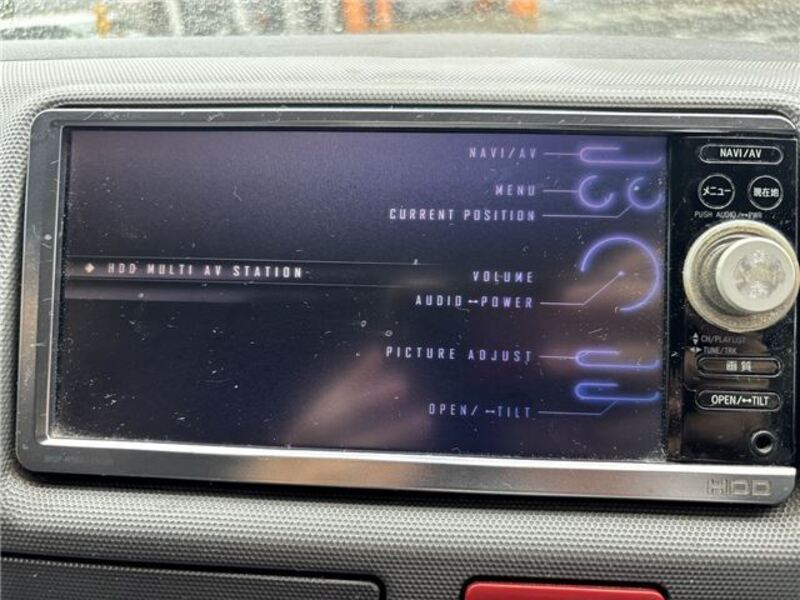 NAVI/AV
MENU
CURRENT POSITION
◆ HDD MULTI AV STATION
VOLUME
AUDIO ↔POWER
PICTURE ADJUST
OPEN/ ↔TILT
NAVI/AV
メニュー
現在地
PUSH AUDIO/↔PWR
CH/PLAYLIST
TUNE/TRK
画質
OPEN/↔TILT
HDD